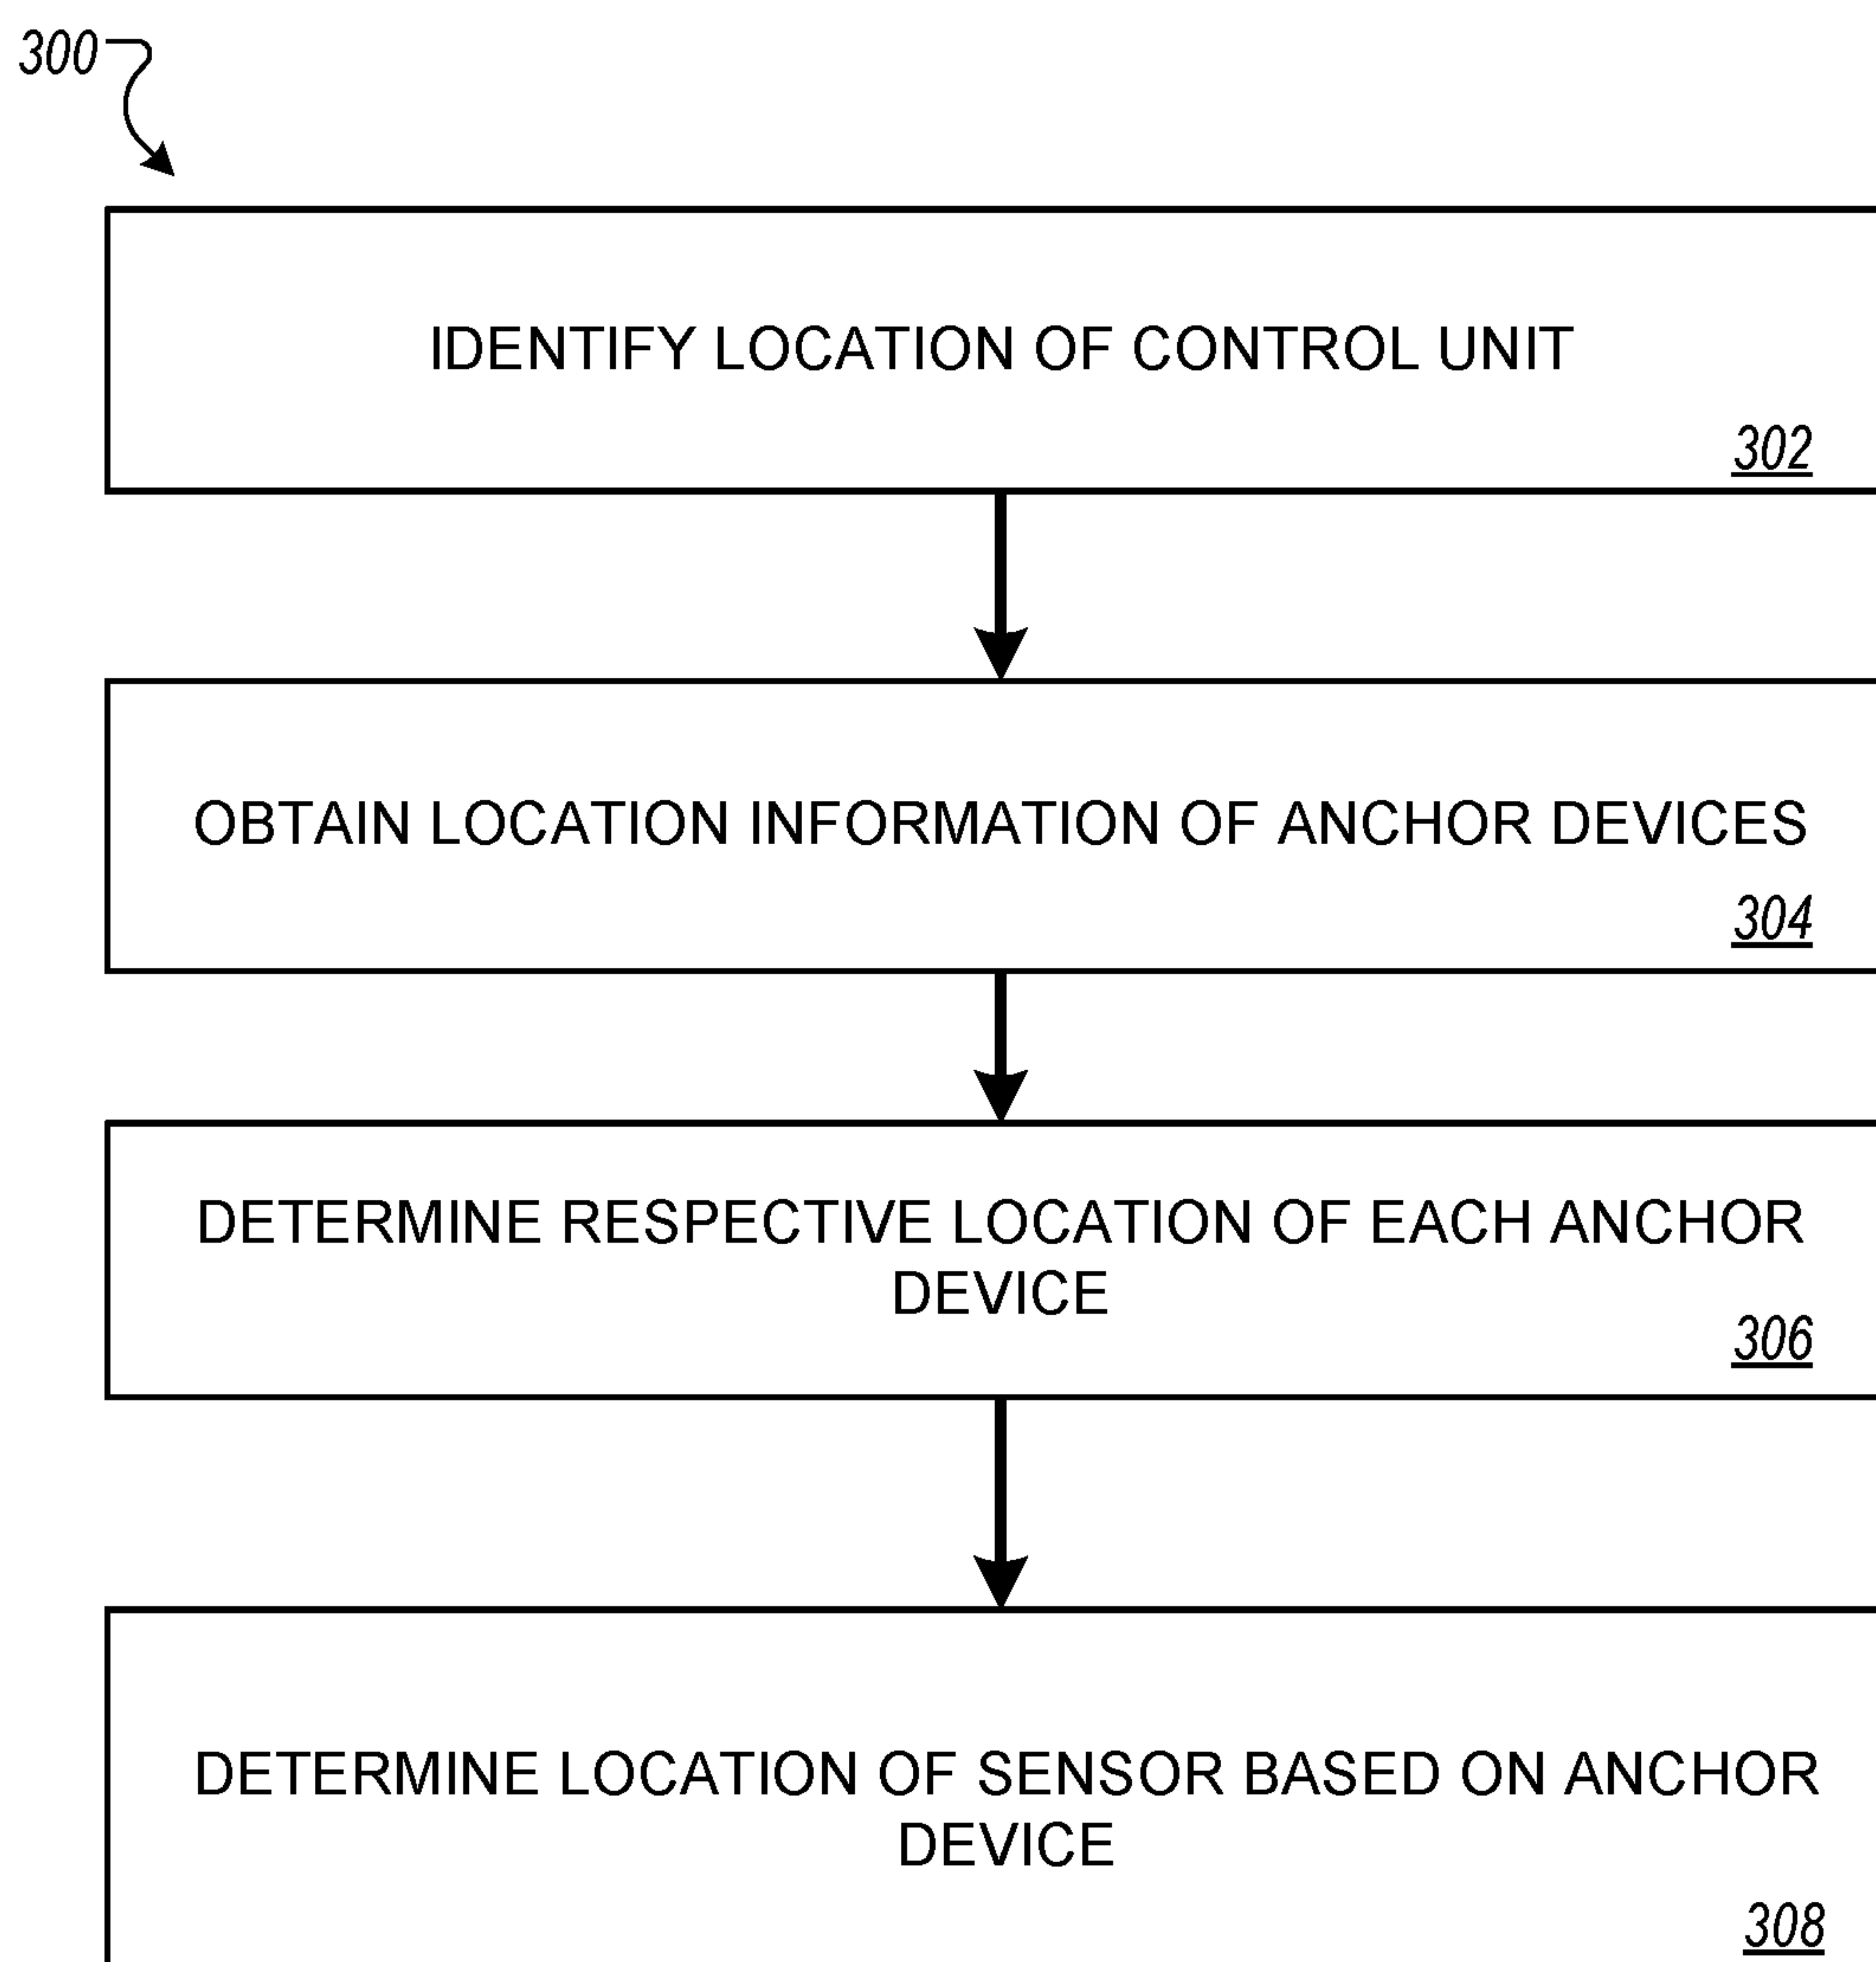 300
IDENTIFY LOCATION OF CONTROL UNIT
302
OBTAIN LOCATION INFORMATION OF ANCHOR DEVICES
304
DETERMINE RESPECTIVE LOCATION OF EACH ANCHOR
DEVICE
306
DETERMINE LOCATION OF SENSOR BASED ON ANCHOR
DEVICE
308